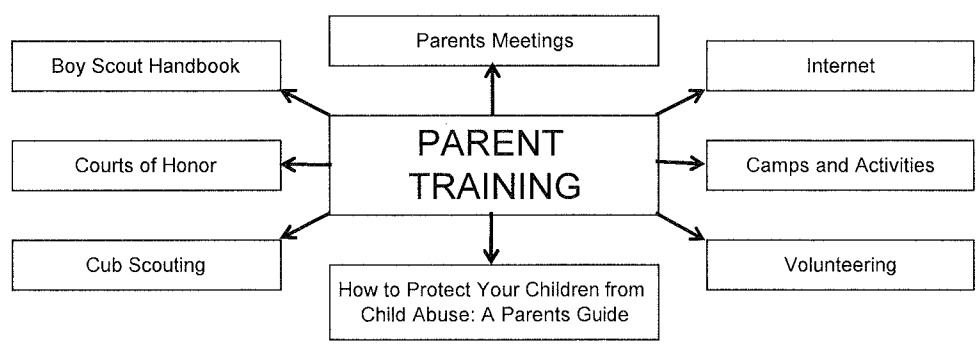 Parents Meetings
Boy Scout Handbook
Internet
PARENT
TRAINING
Courts of Honor
Camps and Activities
Cub Scouting
Volunteering
How to Protect Your Children from
Child Abuse: A Parents Guide